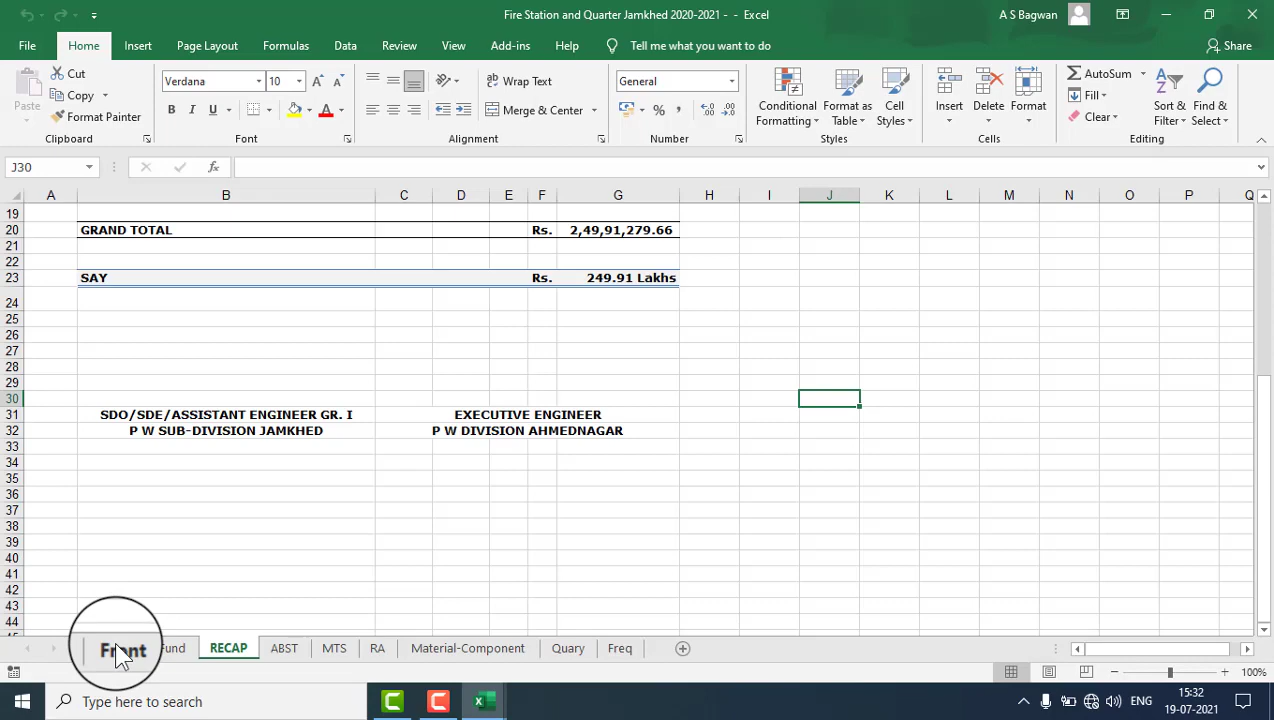 Fire Station and Quarter Jamkhed 2020-2021 - - Excel
A S Bagwan
File Home Insert Page Layout Formulas Data Review View Add-ins Help Tell me what you want to do Share
Paste Cut Copy Format Painter Clipboard
Verdana 10 B I U Font
Wrap Text Merge & Center Alignment
General % , Number
Conditional Formatting Format as Table Cell Styles Styles
Insert Delete Format Cells
AutoSum Fill Clear Sort & Filter Find & Select Editing
J30 fx
A B C D E F G H I J K L M N O P Q
19
20 GRAND TOTAL Rs. 2,49,91,279.66
21
22
23 SAY Rs. 249.91 Lakhs
24
25
26
27
28
29
30
31 SDO/SDE/ASSISTANT ENGINEER GR. I EXECUTIVE ENGINEER
32 P W SUB-DIVISION JAMKHED P W DIVISION AHMEDNAGAR
33
34
35
36
37
38
39
40
41
42
43
44
Front Fund RECAP ABST MTS RA Material-Component Quary Freq
100%
Type here to search
ENG
15:32
19-07-2021